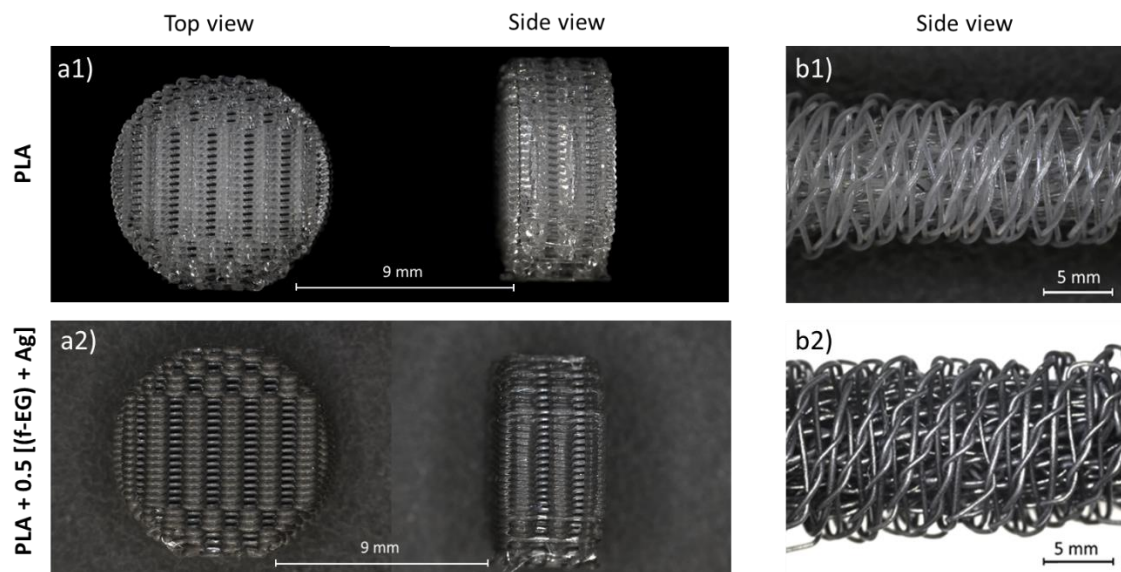 Top view
Side view
Side view
PLA
a1)
9 mm
b1)
5 mm
PLA + 0.5 [(f-EG) + Ag]
a2)
9 mm
b2)
5 mm